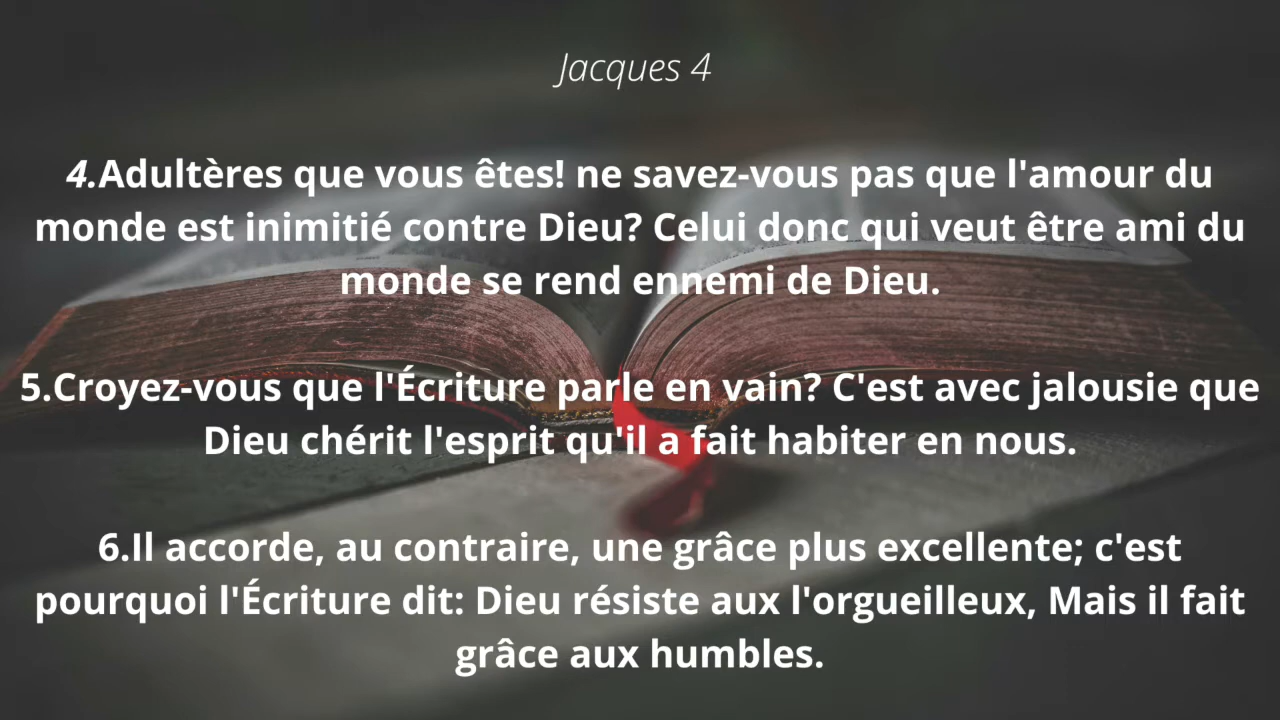 Jacques 4
4.Adultères que vous êtes! ne savez-vous pas que l'amour du
monde est inimitié contre Dieu? Celui donc qui veut être ami du
monde se rend ennemi de Dieu.
5.Croyez-vous que l'Écriture parle en vain? C'est avec jalousie que
Dieu chérit l'esprit qu'il a fait habiter en nous.
6.Il accorde, au contraire, une grâce plus excellente; c'est
pourquoi l'Écriture dit: Dieu résiste aux l'orgueilleux, Mais il fait
grâce aux humbles.